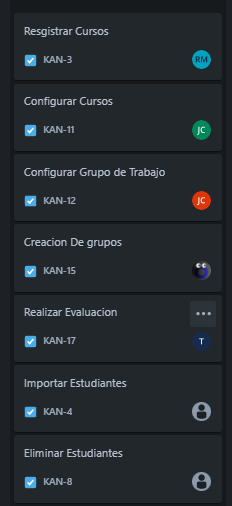 Resgistrar Cursos
KAN-3 RM
Configurar Cursos
KAN-11 JC
Configurar Grupo de Trabajo
KAN-12 JC
Creacion De grupos
KAN-15
Realizar Evaluacion
KAN-17 T
Importar Estudiantes
KAN-4
Eliminar Estudiantes
KAN-8